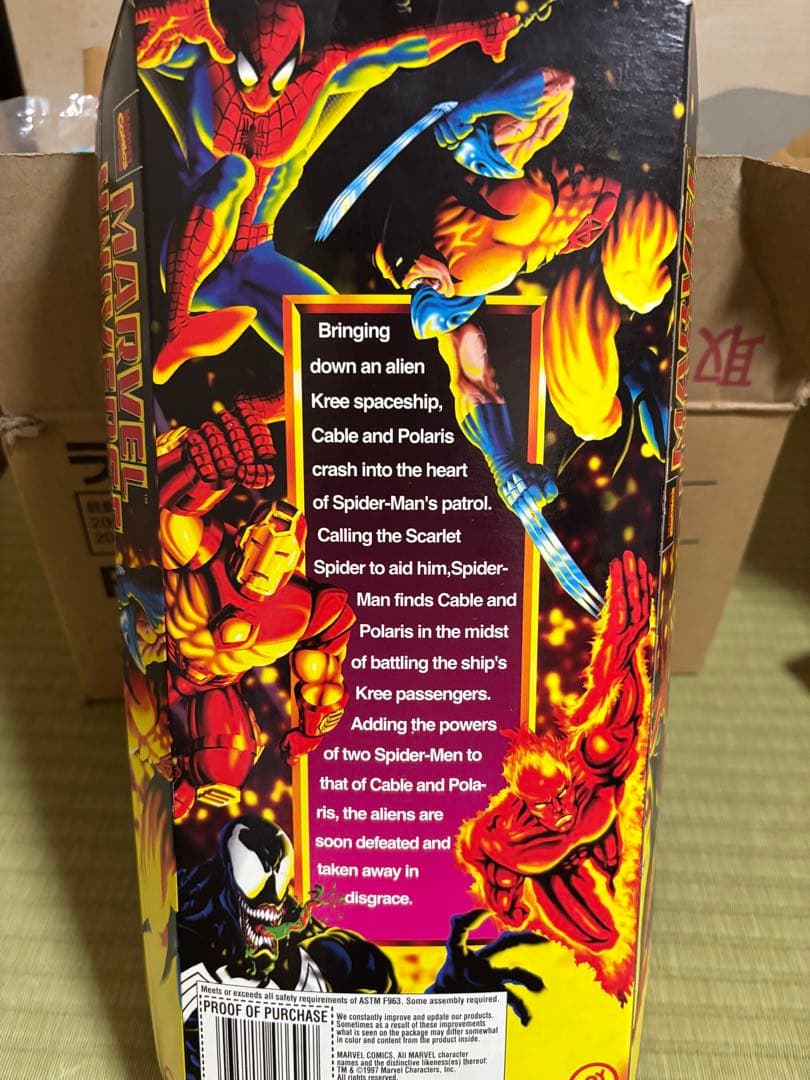 MARVEL
COMICS
MARVEL™
UNIVERSE
MARVEL
Bringing
down an alien
Kree spaceship,
Cable and Polaris
crash into the heart
of Spider-Man's patrol.
Calling the Scarlet
Spider to aid him,Spider-
Man finds Cable and
Polaris in the midst
of battling the ship's
Kree passengers.
Adding the powers
of two Spider-Men to
that of Cable and Pola-
ris, the aliens are
soon defeated and
taken away in
disgrace.
Meets or exceeds all safety requirements of ASTM F963. Some assembly required.
PROOF OF PURCHASE
We constantly improve and update our products.
Sometimes as a result of these improvements
what is seen on the package may differ somewhat
in color and content from the product inside.
MARVEL COMICS, All MARVEL character
names and the distinctive likeness(es) thereof:
TM & ©1997 Marvel Characters, Inc.
All rights reserved.